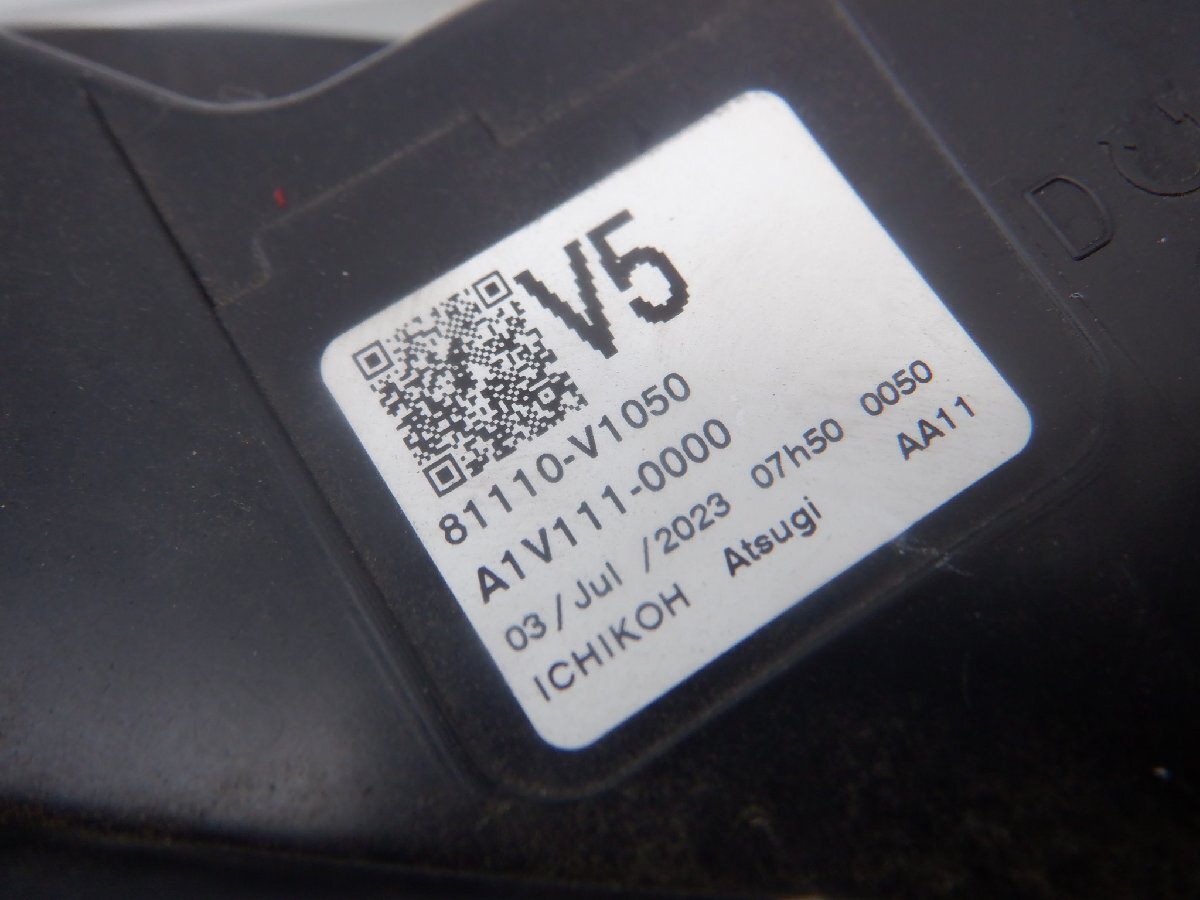 V5
81110-V1050
A1V111-0000
03/Jul /2023 07h50 0050
ICHIKOH Atsugi AA11
D